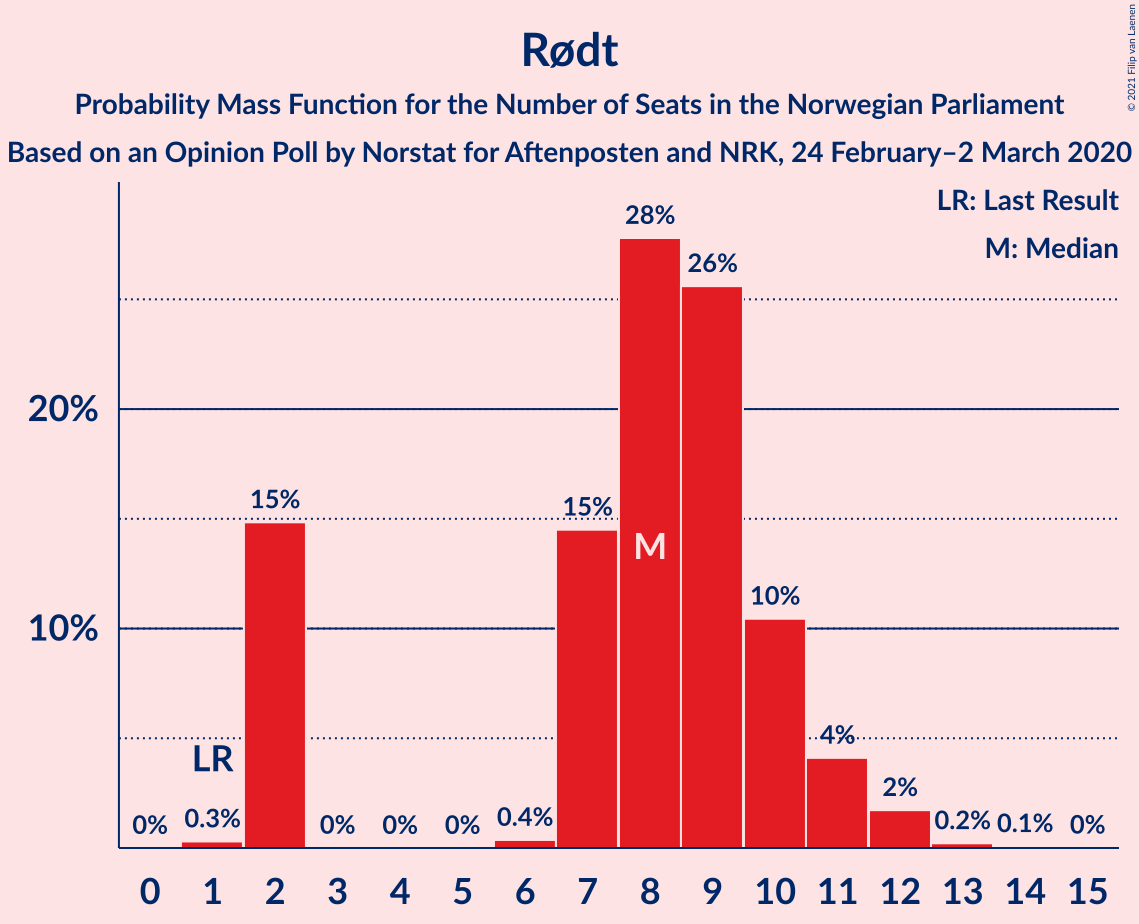 © 2021 Filip van Laenen
Rødt
Probability Mass Function for the Number of Seats in the Norwegian Parliament
Based on an Opinion Poll by Norstat for Aftenposten and NRK, 24 February–2 March 2020
LR: Last Result
M: Median
28%
26%
20%
15%
15%
M
10%
10%
LR
4%
2%
0%
0.3%
0%
0%
0%
0.4%
0.2%
0.1%
0%
0 1 2 3 4 5 6 7 8 9 10 11 12 13 14 15